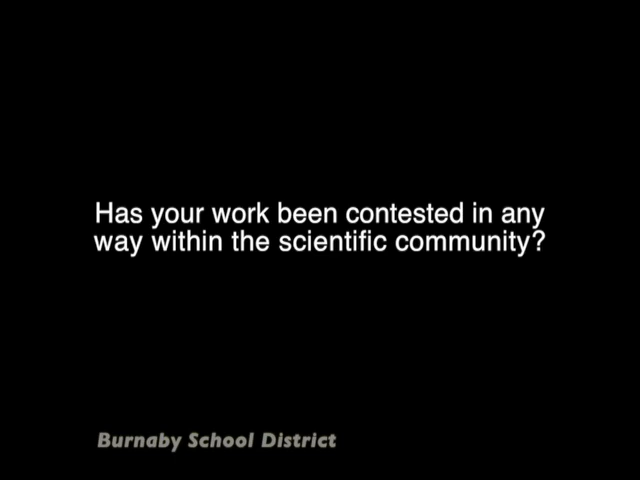 Has your work been contested in any
way within the scientific community?
Burnaby School District